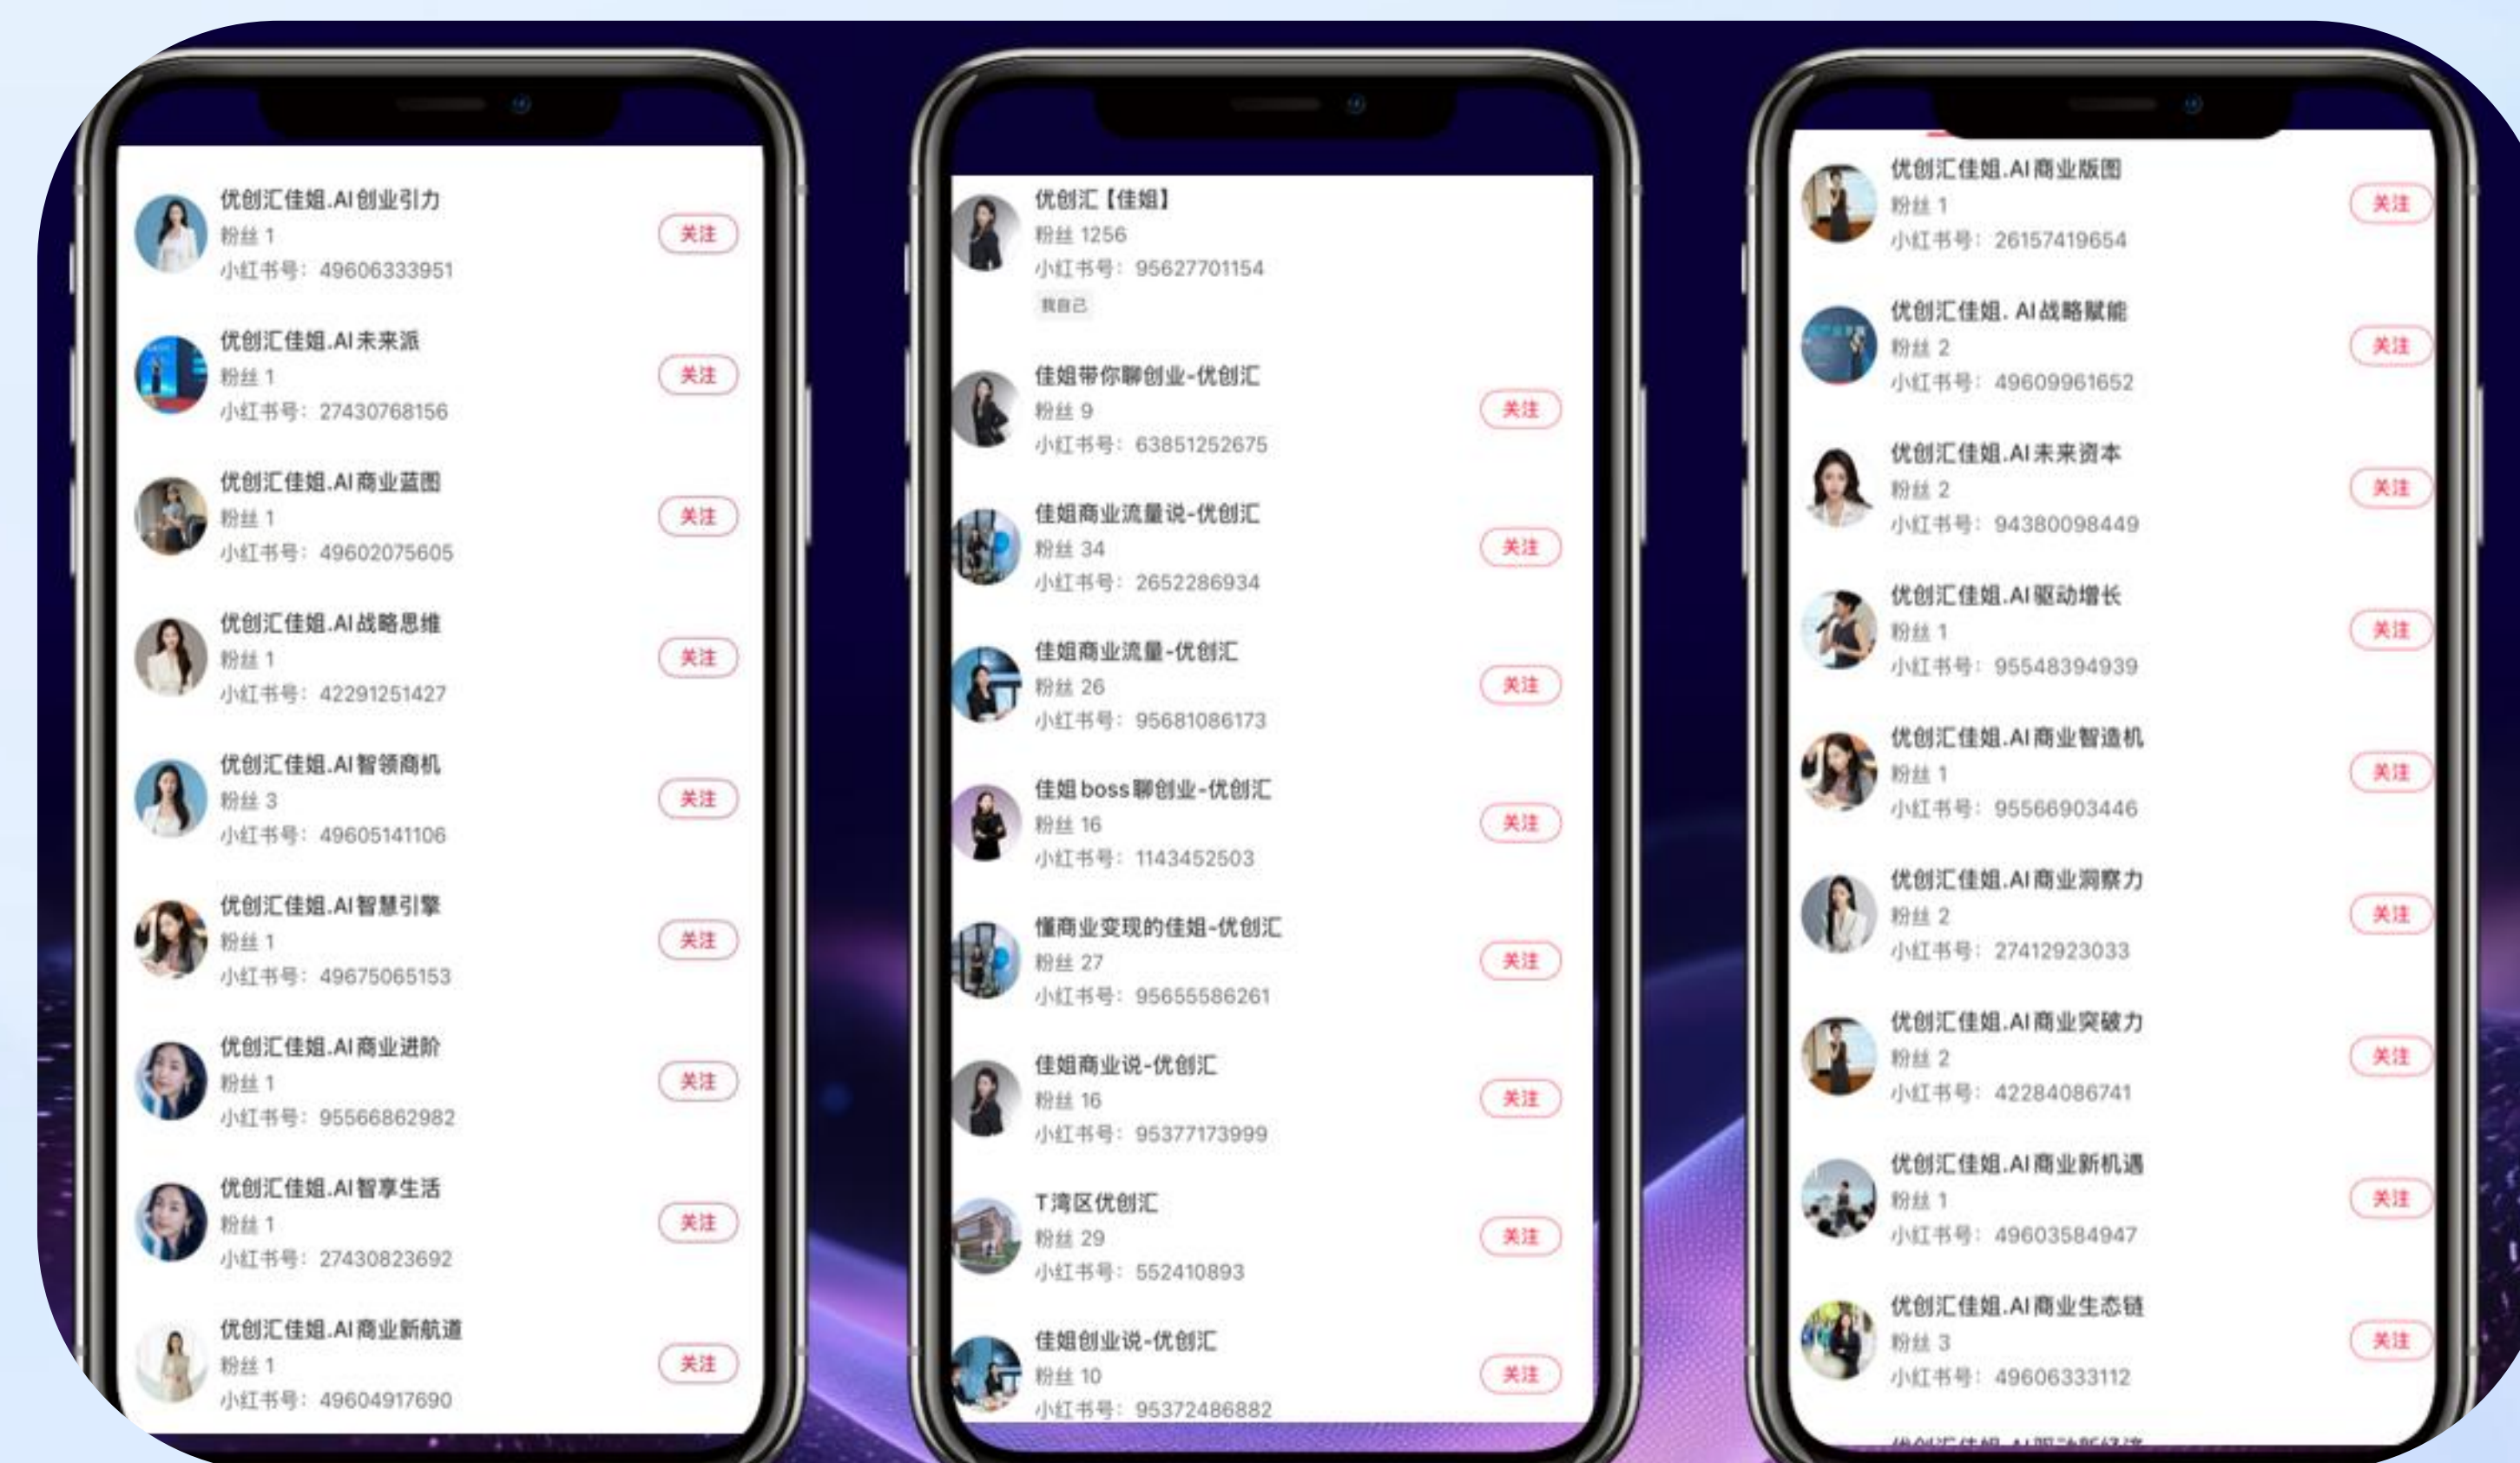 优创汇佳姐.AI创业引力
粉丝 1
关注
小红书号：49606333951
优创汇佳姐.AI未来派
粉丝 1
关注
小红书号：27430768156
优创汇佳姐.AI商业蓝图
粉丝 1
关注
小红书号：49602075605
优创汇佳姐.AI战略思维
粉丝 1
关注
小红书号：42291251427
优创汇佳姐.AI智领商机
粉丝 3
关注
小红书号：49605141106
优创汇佳姐.AI智慧引擎
粉丝 1
关注
小红书号：49675065153
优创汇佳姐.AI商业进阶
粉丝 1
关注
小红书号：95566862982
优创汇佳姐.AI智享生活
粉丝 1
关注
小红书号：27430823692
优创汇佳姐.AI商业新航道
粉丝 1
关注
小红书号：49604917690
优创汇【佳姐】
粉丝 1256
小红书号：95627701154
我自己
佳姐带你聊创业-优创汇
粉丝 9
关注
小红书号：63851252675
佳姐商业流量说-优创汇
粉丝 34
关注
小红书号：2652286934
佳姐商业流量-优创汇
粉丝 26
关注
小红书号：95681086173
佳姐boss聊创业-优创汇
粉丝 16
关注
小红书号：1143452503
懂商业变现的佳姐-优创汇
粉丝 27
关注
小红书号：95655586261
佳姐商业说-优创汇
粉丝 16
关注
小红书号：95377173999
T湾区优创汇
粉丝 29
关注
小红书号：552410893
佳姐创业说-优创汇
粉丝 10
关注
小红书号：95372486882
优创汇佳姐.AI商业版图
粉丝 1
关注
小红书号：26157419654
优创汇佳姐. AI战略赋能
粉丝 2
关注
小红书号：49609961652
优创汇佳姐.AI未来资本
粉丝 2
关注
小红书号：94380098449
优创汇佳姐.AI驱动增长
粉丝 1
关注
小红书号：95548394939
优创汇佳姐.AI商业智造机
粉丝 1
关注
小红书号：95566903446
优创汇佳姐.AI商业洞察力
粉丝 2
关注
小红书号：27412923033
优创汇佳姐.AI商业突破力
粉丝 2
关注
小红书号：42284086741
优创汇佳姐.AI商业新机遇
粉丝 1
关注
小红书号：49603584947
优创汇佳姐.AI商业生态链
粉丝 3
关注
小红书号：49606333112